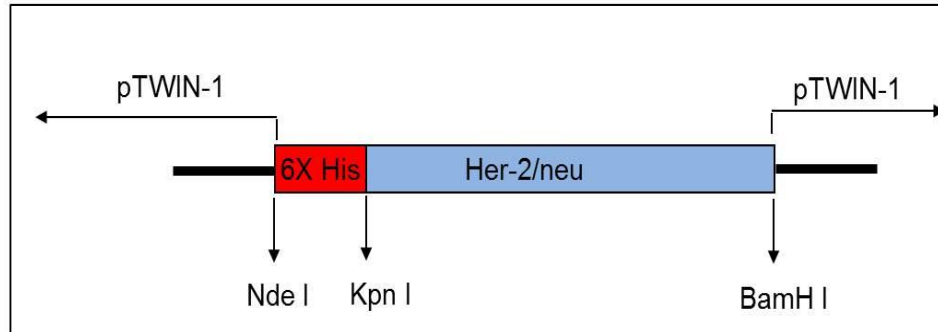 pTWIN-1
pTWIN-1
6X His
Her-2/neu
Nde I
Kpn I
BamH I